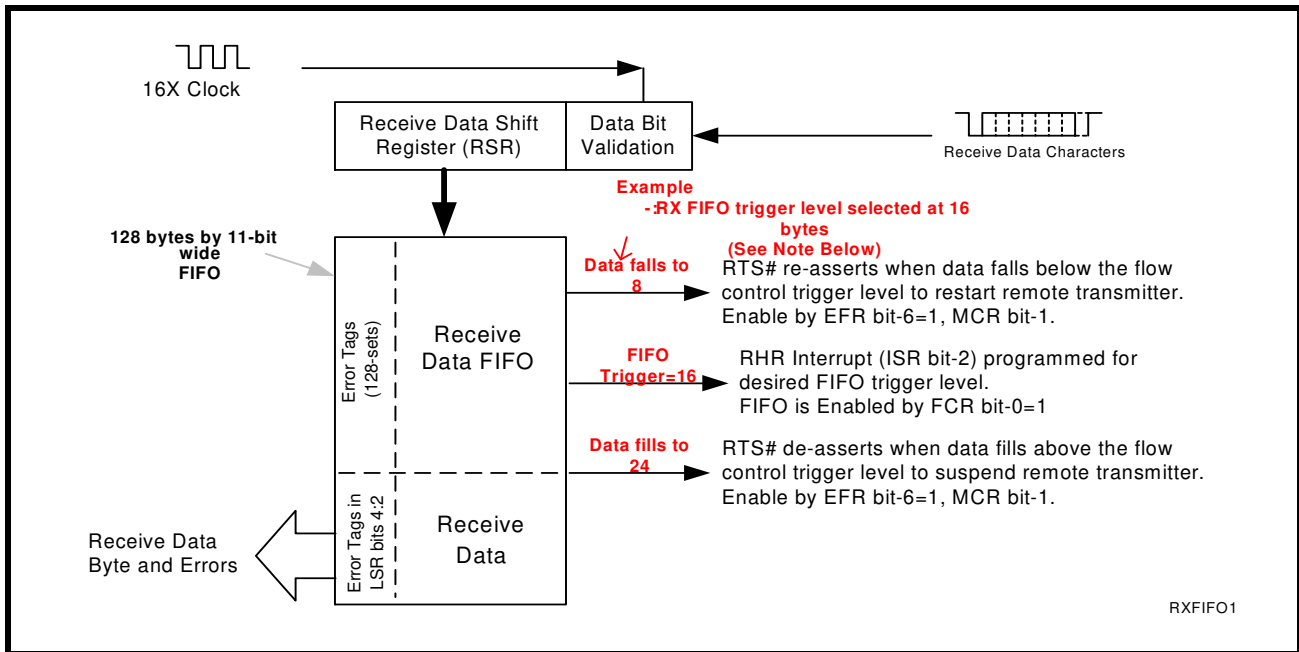 16X Clock
Receive Data Shift
Register (RSR)
Data Bit
Validation
Receive Data Characters
Example
-:RX FIFO trigger level selected at 16
bytes
(See Note Below)
128 bytes by 11-bit
wide
FIFO
Data falls to
8
RTS# re-asserts when data falls below the flow
control trigger level to restart remote transmitter.
Enable by EFR bit-6=1, MCR bit-1.
Error Tags
(128-sets)
Receive
Data FIFO
FIFO
Trigger=16
RHR Interrupt (ISR bit-2) programmed for
desired FIFO trigger level.
FIFO is Enabled by FCR bit-0=1
Data fills to
24
RTS# de-asserts when data fills above the flow
control trigger level to suspend remote transmitter.
Enable by EFR bit-6=1, MCR bit-1.
Error Tags in
LSR bits 4:2
Receive
Data
Receive Data
Byte and Errors
RXFIFO1